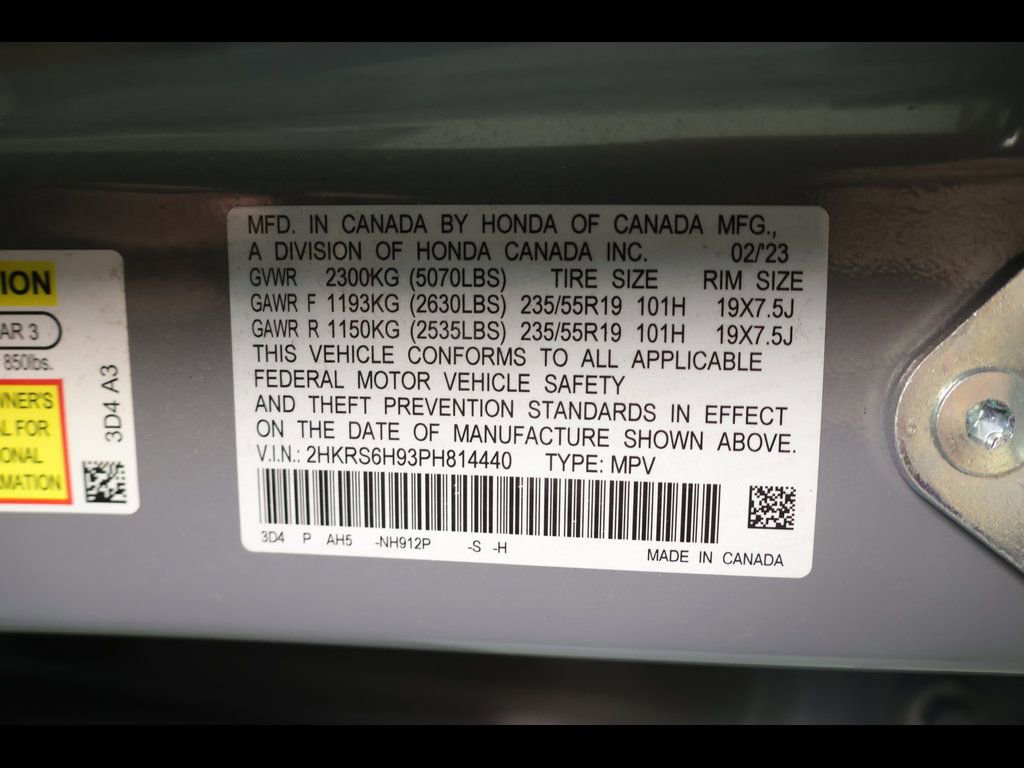 MFD. IN CANADA BY HONDA OF CANADA MFG.,
A DIVISION OF HONDA CANADA INC. 02/'23
GVWR 2300KG (5070LBS) TIRE SIZE RIM SIZE
GAWR F 1193KG (2630LBS) 235/55R19 101H 19X7.5J
GAWR R 1150KG (2535LBS) 235/55R19 101H 19X7.5J
THIS VEHICLE CONFORMS TO ALL APPLICABLE
FEDERAL MOTOR VEHICLE SAFETY
AND THEFT PREVENTION STANDARDS IN EFFECT
ON THE DATE OF MANUFACTURE SHOWN ABOVE.
V.I.N.: 2HKRS6H93PH814440 TYPE: MPV
3D4 P AH5 -NH912P -S -H
MADE IN CANADA
ION
AR 3
850lbs.
WNER'S
AL FOR
IONAL
RMATION
3D4 A3